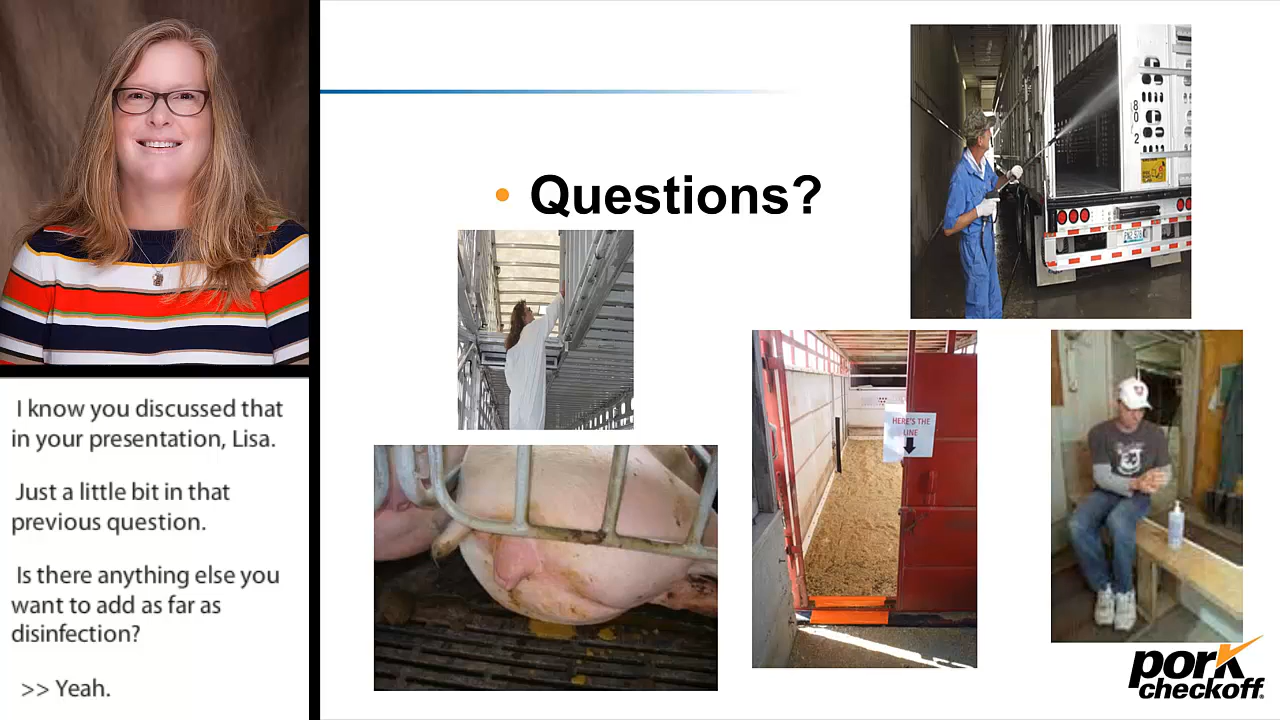 I know you discussed that
in your presentation, Lisa.
Just a little bit in that
previous question.
Is there anything else you
want to add as far as
disinfection?
>> Yeah.
• Questions?
802
HERE'S THE
LINE
pork
checkoff